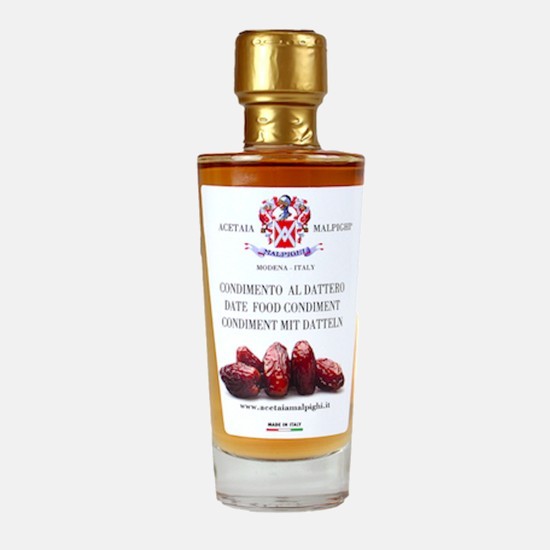 ACETAIA MALPIGHI
MALPIGHI
MODENA - ITALY
CONDIMENTO AL DATTERO
DATE FOOD CONDIMENT
CONDIMENT MIT DATTELN
www.acetaiamalpighi.it
MADE IN ITALY